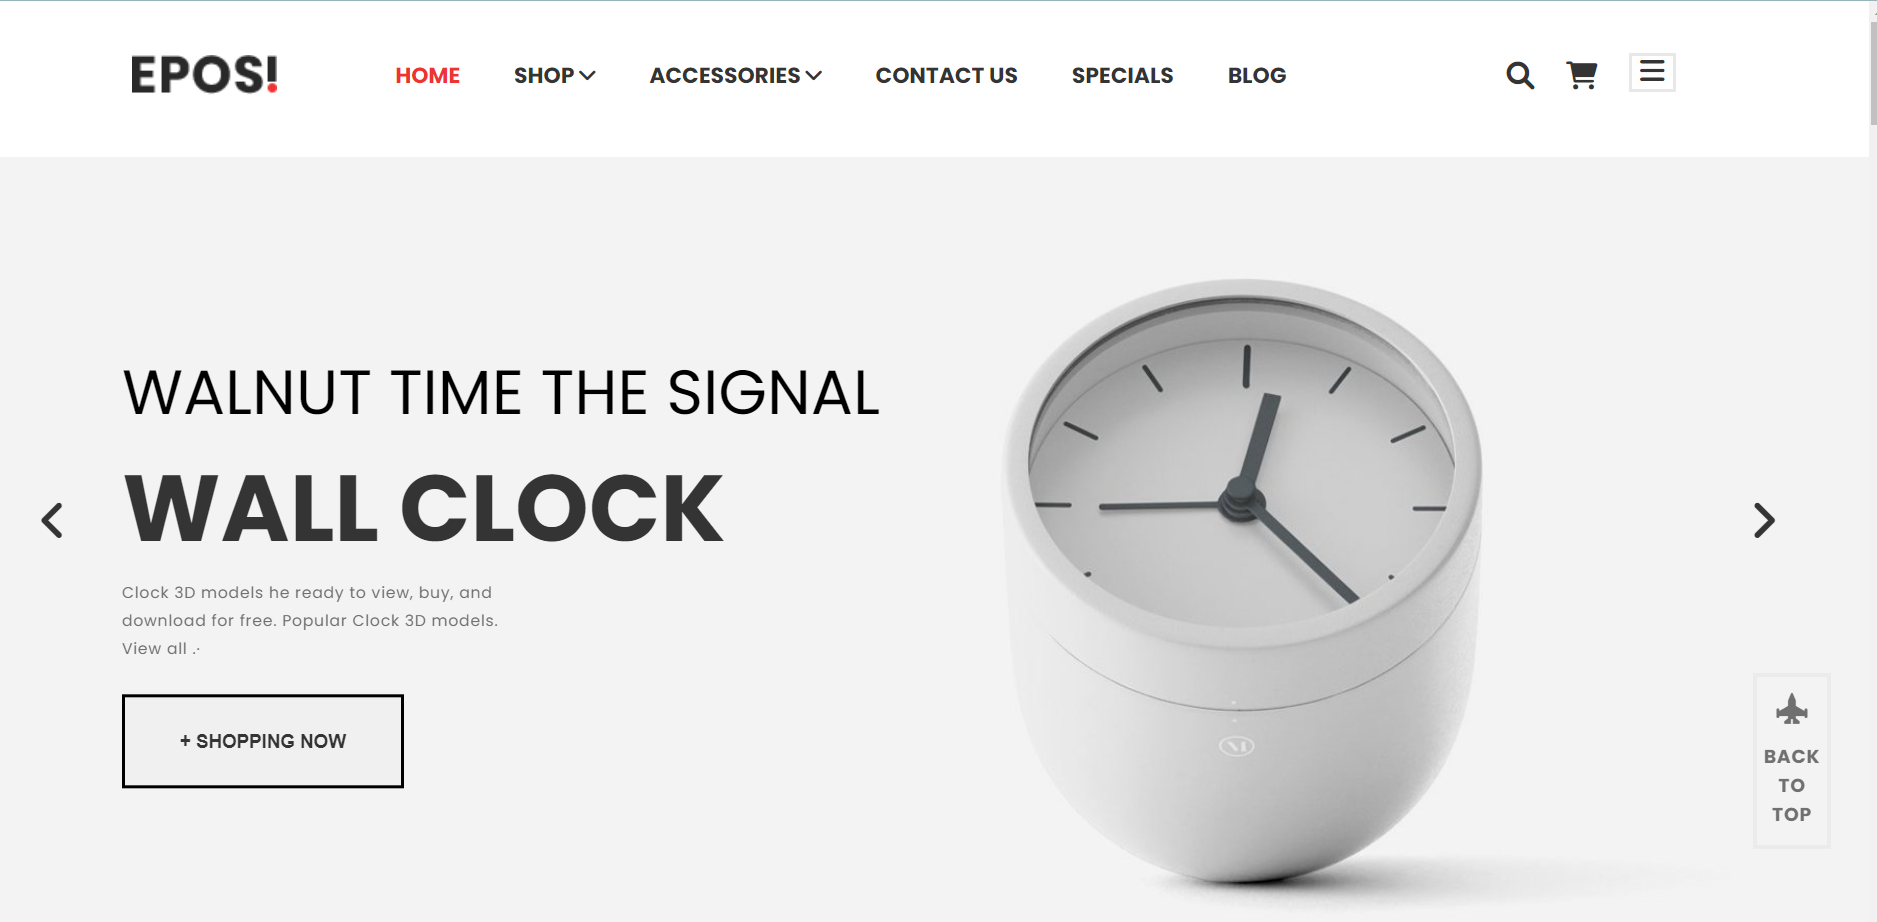 EPOS!
HOME SHOP ACCESSORIES CONTACT US SPECIALS BLOG
WALNUT TIME THE SIGNAL
WALL CLOCK
Clock 3D models he ready to view, buy, and
download for free. Popular Clock 3D models.
View all .·
+ SHOPPING NOW
M
BACK
TO
TOP